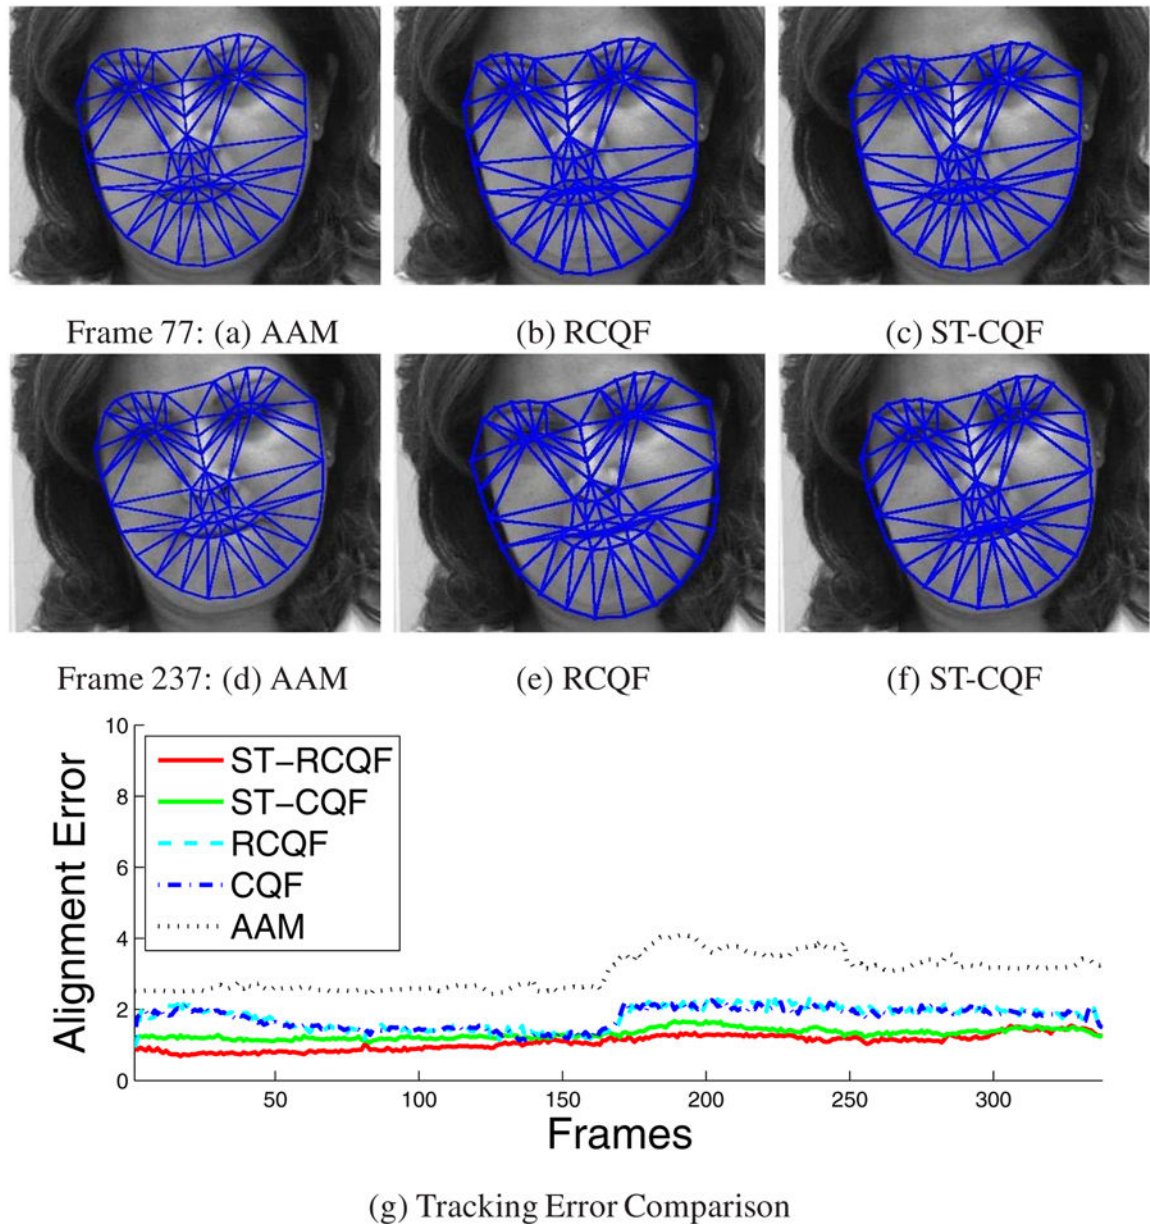 Frame 77: (a) AAM
(b) RCQF
(c) ST-CQF
Frame 237: (d) AAM
(e) RCQF
(f) ST-CQF
10
8
6
4
2
0
Alignment Error
ST-RCQF
ST-CQF
RCQF
CQF
AAM
50
100
150
200
250
300
Frames
(g) Tracking Error Comparison